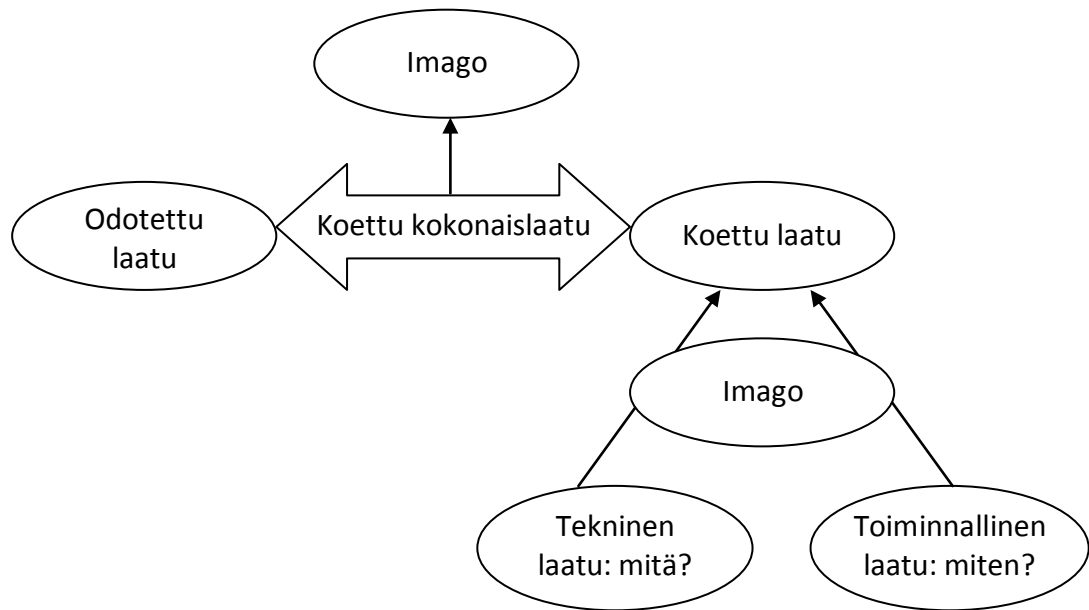 Imago
Odotettu
laatu
Koettu kokonaislaatu
Koettu laatu
Imago
Tekninen
laatu: mitä?
Toiminnallinen
laatu: miten?